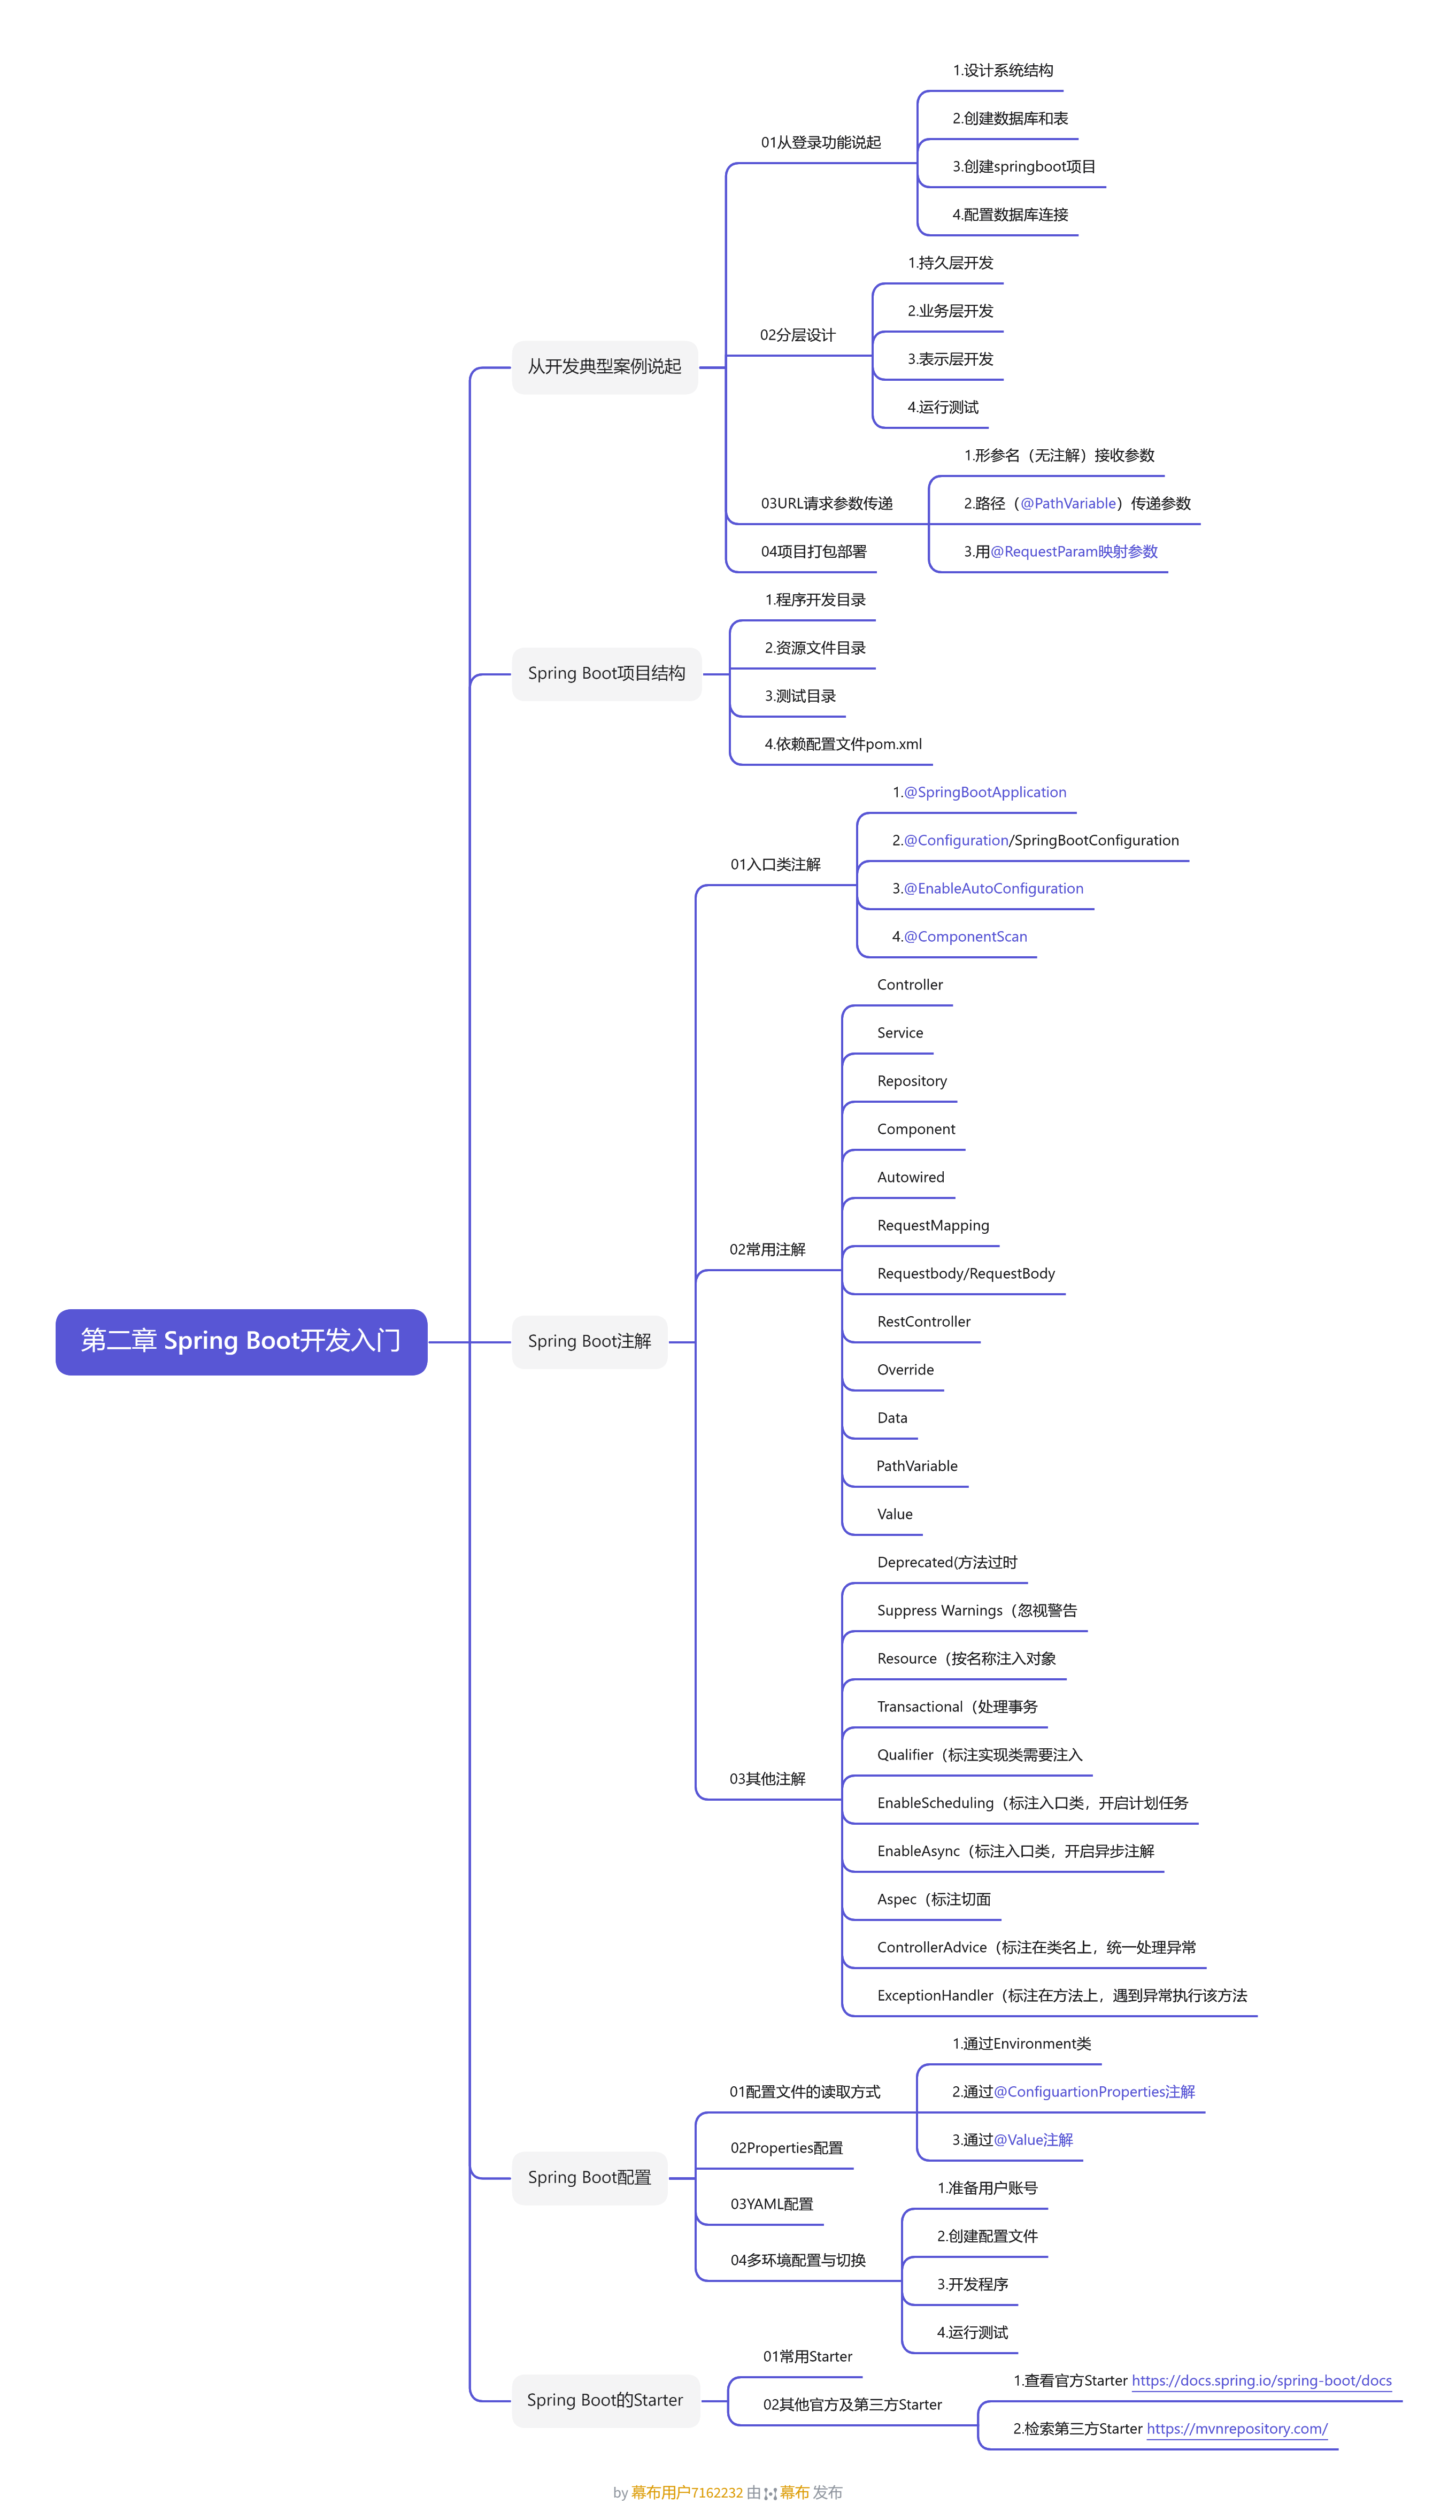 第二章 Spring Boot开发入门
从开发典型案例说起
01从登录功能说起
1.设计系统结构
2.创建数据库和表
3.创建springboot项目
4.配置数据库连接
02分层设计
1.持久层开发
2.业务层开发
3.表示层开发
4.运行测试
03URL请求参数传递
1.形参名（无注解）接收参数
2.路径（@PathVariable）传递参数
3.用@RequestParam映射参数
04项目打包部署
Spring Boot项目结构
1.程序开发目录
2.资源文件目录
3.测试目录
4.依赖配置文件pom.xml
Spring Boot注解
01入口类注解
1.@SpringBootApplication
2.@Configuration/SpringBootConfiguration
3.@EnableAutoConfiguration
4.@ComponentScan
02常用注解
Controller
Service
Repository
Component
Autowired
RequestMapping
Requestbody/RequestBody
RestController
Override
Data
PathVariable
Value
03其他注解
Deprecated(方法过时
Suppress Warnings（忽视警告
Resource（按名称注入对象
Transactional（处理事务
Qualifier（标注实现类需要注入
EnableScheduling（标注入口类，开启计划任务
EnableAsync（标注入口类，开启异步注解
Aspec（标注切面
ControllerAdvice（标注在类名上，统一处理异常
ExceptionHandler（标注在方法上，遇到异常执行该方法
Spring Boot配置
01配置文件的读取方式
1.通过Environment类
2.通过@ConfiguartionProperties注解
3.通过@Value注解
02Properties配置
03YAML配置
04多环境配置与切换
1.准备用户账号
2.创建配置文件
3.开发程序
4.运行测试
Spring Boot的Starter
01常用Starter
02其他官方及第三方Starter
1.查看官方Starter https://docs.spring.io/spring-boot/docs
2.检索第三方Starter https://mvnrepository.com/
by 幕布用户7162232 由 幕布 发布